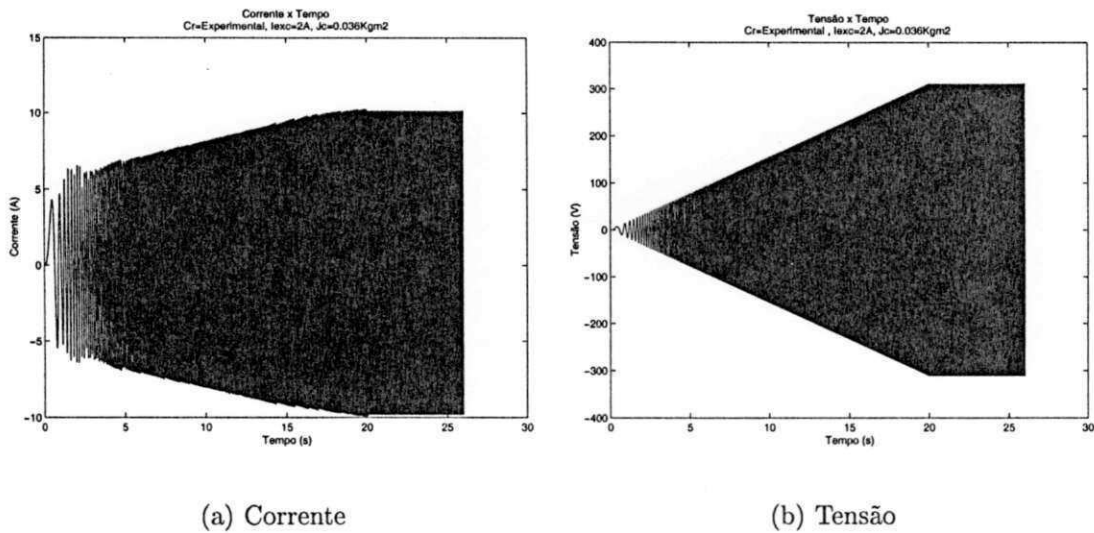 Corrente x Tempo
Cr=Experimental, Iexc=2A, Jc=0.036Kgm2
15
10
5
0
−5
−10
Corrente (A)
0
5
10
15
20
25
30
Tempo (s)
Tensão x Tempo
Cr=Experimental , Iexc=2A, Jc=0.036Kgm2
400
300
200
100
0
−100
−200
−300
−400
Tensão (V)
0
5
10
15
20
25
30
Tempo (s)
(a) Corrente
(b) Tensão